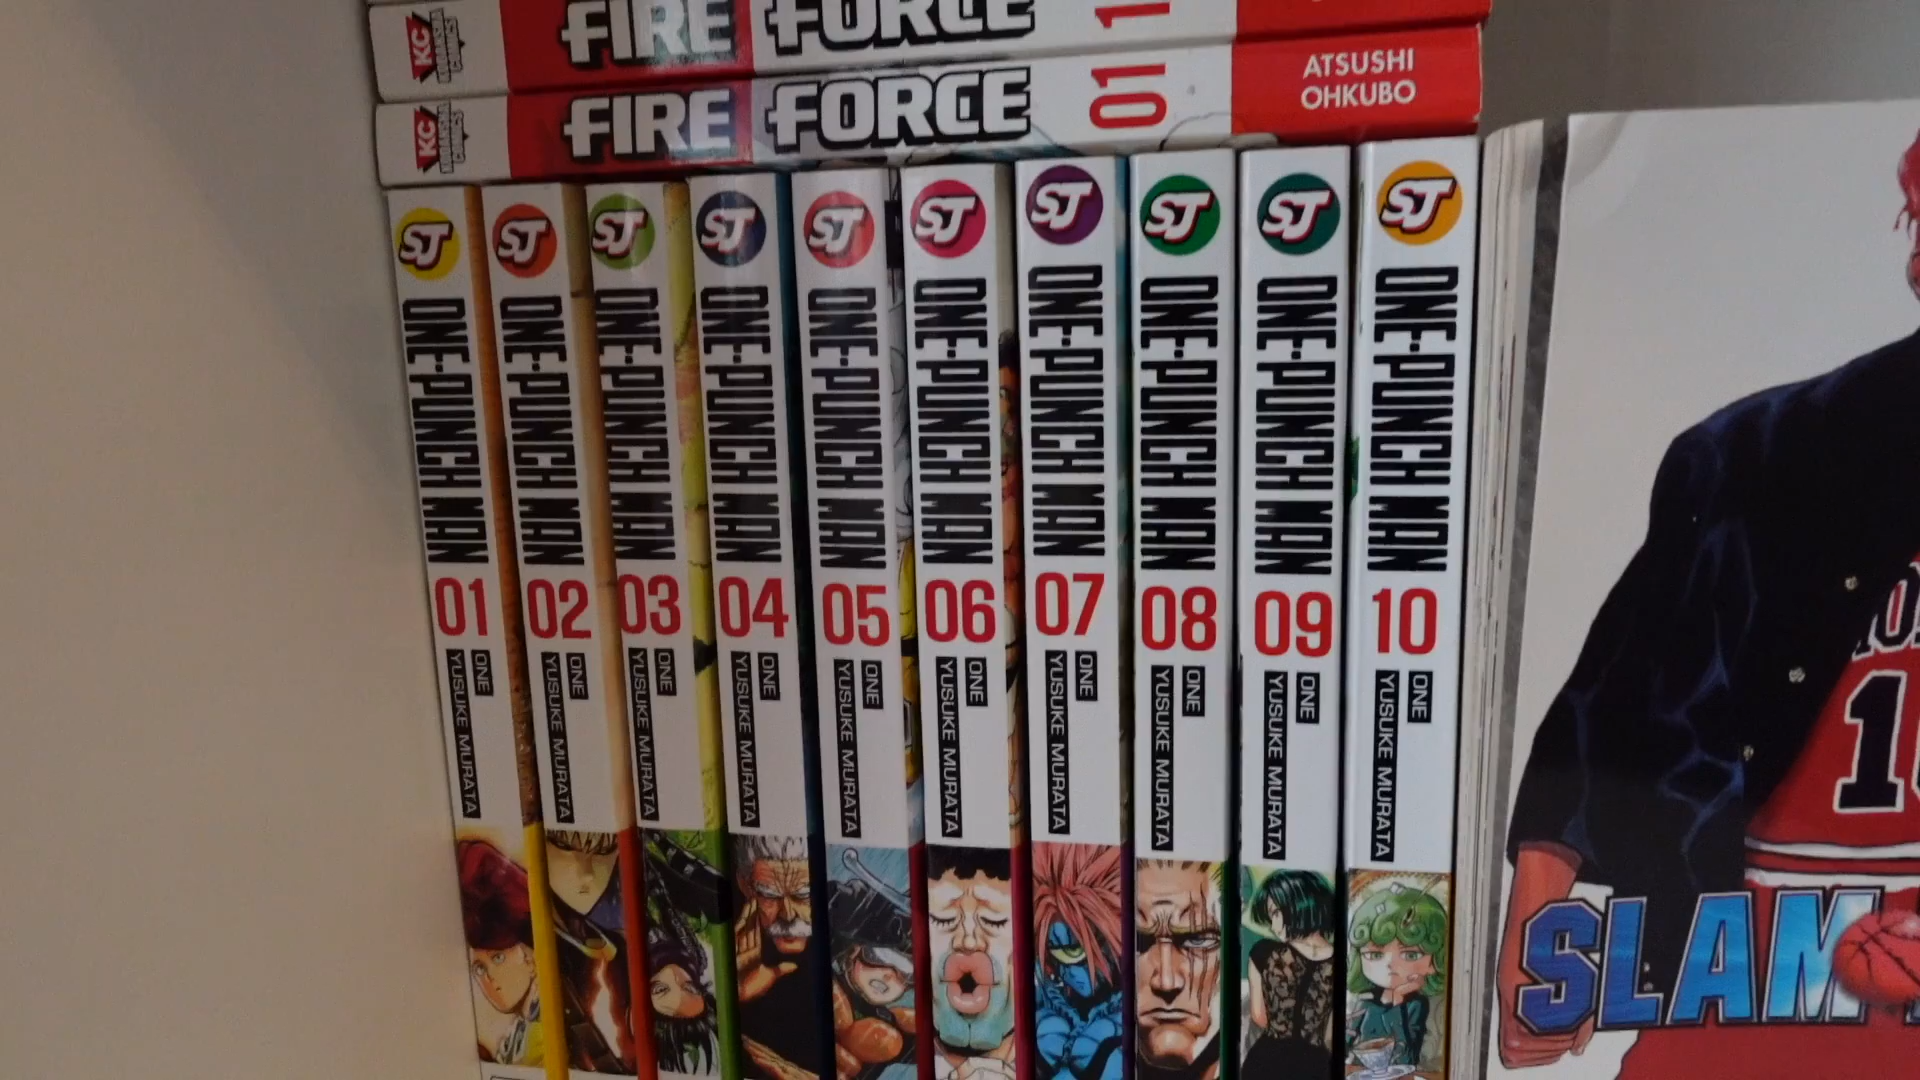 KC
KODANSHA
COMICS
FIRE FORCE
KC
KODANSHA
COMICS
FIRE FORCE 01
ATSUSHI
OHKUBO
SJ
ONE-PUNCH MAN
01
ONE
YUSUKE MURATA
SJ
ONE-PUNCH MAN
02
ONE
YUSUKE MURATA
SJ
ONE-PUNCH MAN
03
ONE
YUSUKE MURATA
SJ
ONE-PUNCH MAN
04
ONE
YUSUKE MURATA
SJ
ONE-PUNCH MAN
05
ONE
YUSUKE MURATA
SJ
ONE-PUNCH MAN
06
ONE
YUSUKE MURATA
SJ
ONE-PUNCH MAN
07
ONE
YUSUKE MURATA
SJ
ONE-PUNCH MAN
08
ONE
YUSUKE MURATA
SJ
ONE-PUNCH MAN
09
ONE
YUSUKE MURATA
SJ
ONE-PUNCH MAN
10
ONE
YUSUKE MURATA
SLAM